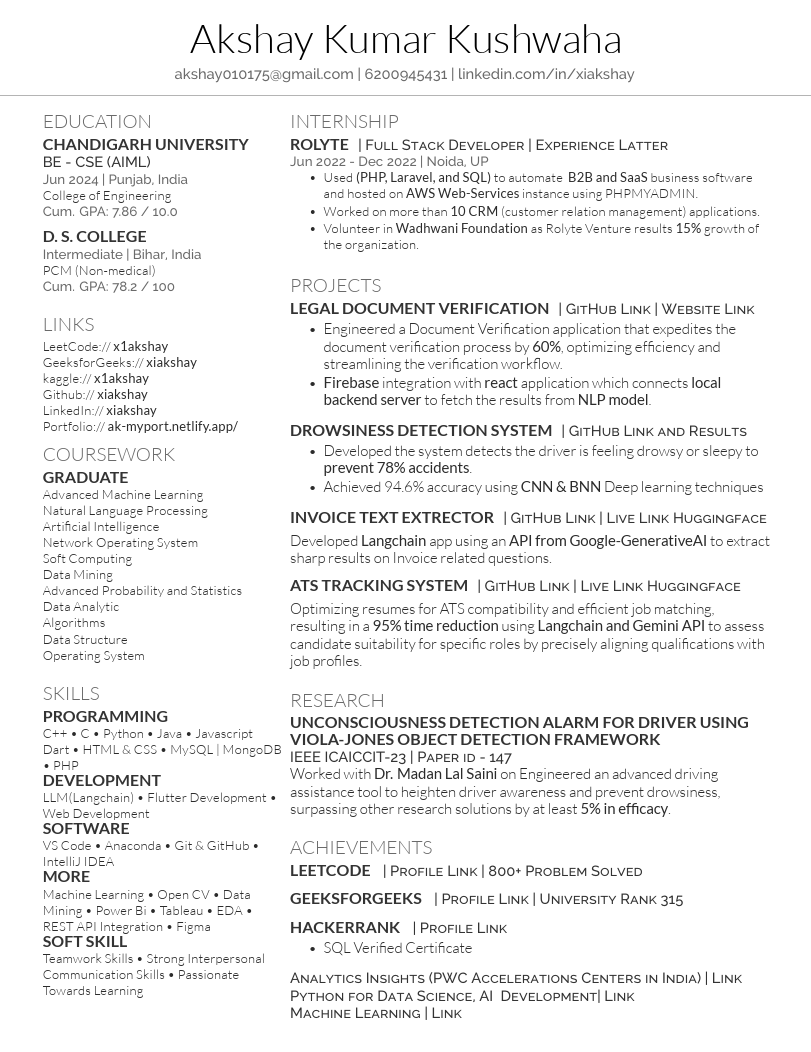 Akshay Kumar Kushwaha
akshay010175@gmail.com | 6200945431 | linkedin.com/in/xiakshay
EDUCATION
CHANDIGARH UNIVERSITY
BE - CSE (AIML)
Jun 2024 | Punjab, India
College of Engineering
Cum. GPA: 7.86 / 10.0
D. S. COLLEGE
Intermediate | Bihar, India
PCM (Non-medical)
Cum. GPA: 78.2 / 100
LINKS
LeetCode:// x1akshay
GeeksforGeeks:// xiakshay
kaggle:// x1akshay
Github:// xiakshay
LinkedIn:// xiakshay
Portfolio:// ak-myport.netlify.app/
COURSEWORK
GRADUATE
Advanced Machine Learning
Natural Language Processing
Artificial Intelligence
Network Operating System
Soft Computing
Data Mining
Advanced Probability and Statistics
Data Analytic
Algorithms
Data Structure
Operating System
SKILLS
PROGRAMMING
C++ • C • Python • Java • Javascript
Dart • HTML & CSS • MySQL | MongoDB
• PHP
DEVELOPMENT
LLM(Langchain) • Flutter Development •
Web Development
SOFTWARE
VS Code • Anaconda • Git & GitHub •
IntelliJ IDEA
MORE
Machine Learning • Open CV • Data
Mining • Power Bi • Tableau • EDA •
REST API Integration • Figma
SOFT SKILL
Teamwork Skills • Strong Interpersonal
Communication Skills • Passionate
Towards Learning
INTERNSHIP
ROLYTE | Full Stack Developer | Experience Latter
Jun 2022 - Dec 2022 | Noida, UP
• Used (PHP, Laravel, and SQL) to automate B2B and SaaS business software
and hosted on AWS Web-Services instance using PHPMYADMIN.
• Worked on more than 10 CRM (customer relation management) applications.
• Volunteer in Wadhwani Foundation as Rolyte Venture results 15% growth of
the organization.
PROJECTS
LEGAL DOCUMENT VERIFICATION | GitHub Link | Website Link
• Engineered a Document Verification application that expedites the
document verification process by 60%, optimizing efficiency and
streamlining the verification workflow.
• Firebase integration with react application which connects local
backend server to fetch the results from NLP model.
DROWSINESS DETECTION SYSTEM | GitHub Link and Results
• Developed the system detects the driver is feeling drowsy or sleepy to
prevent 78% accidents.
• Achieved 94.6% accuracy using CNN & BNN Deep learning techniques
INVOICE TEXT EXTRECTOR | GitHub Link | Live Link Huggingface
Developed Langchain app using an API from Google-GenerativeAI to extract
sharp results on Invoice related questions.
ATS TRACKING SYSTEM | GitHub Link | Live Link Huggingface
Optimizing resumes for ATS compatibility and efficient job matching,
resulting in a 95% time reduction using Langchain and Gemini API to assess
candidate suitability for specific roles by precisely aligning qualifications with
job profiles.
RESEARCH
UNCONSCIOUSNESS DETECTION ALARM FOR DRIVER USING
VIOLA-JONES OBJECT DETECTION FRAMEWORK
IEEE ICAICCIT-23 | Paper id - 147
Worked with Dr. Madan Lal Saini on Engineered an advanced driving
assistance tool to heighten driver awareness and prevent drowsiness,
surpassing other research solutions by at least 5% in efficacy.
ACHIEVEMENTS
LEETCODE | Profile Link | 800+ Problem Solved
GEEKSFORGEEKS | Profile Link | University Rank 315
HACKERRANK | Profile Link
• SQL Verified Certificate
Analytics Insights (PWC Accelerations Centers in India) | Link
Python for Data Science, AI Development| Link
Machine Learning | Link